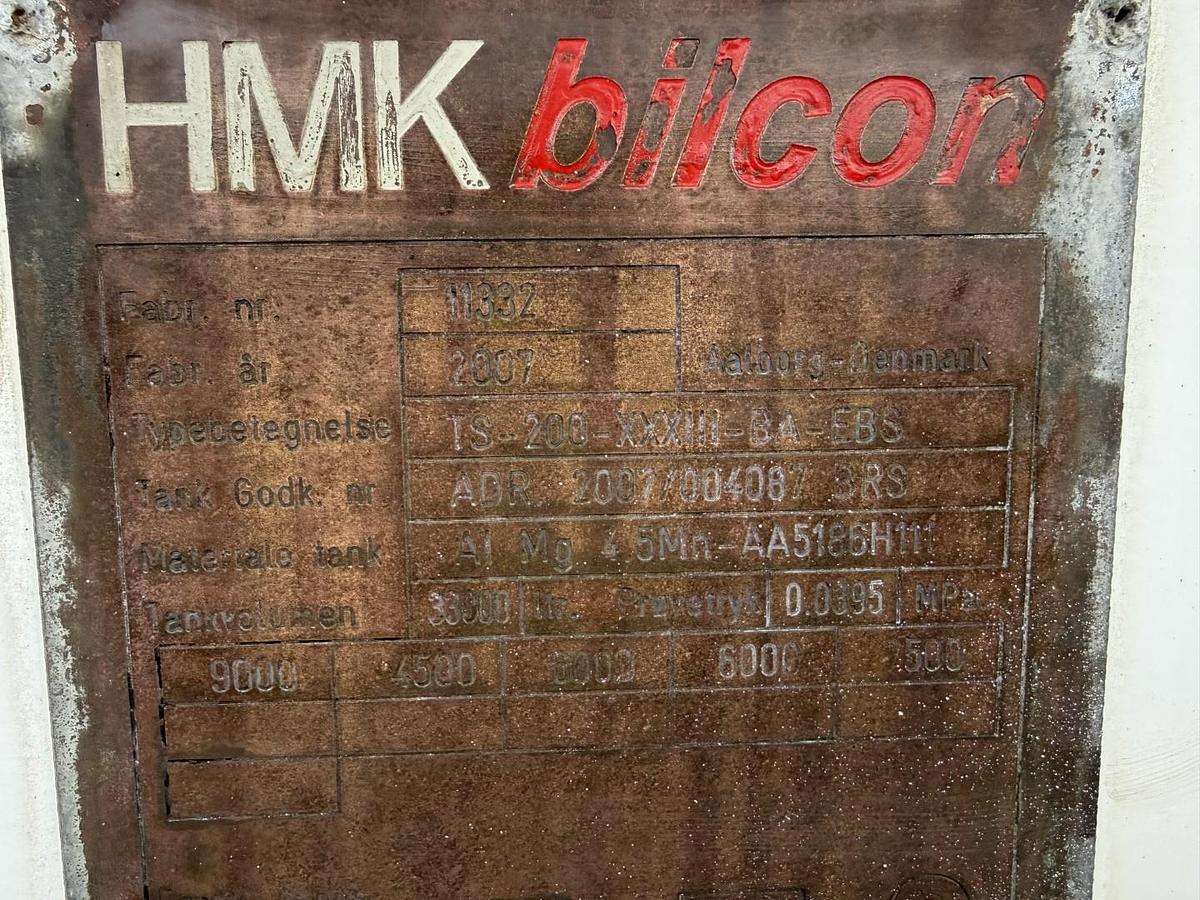 HMK bilcon
Fabr. nr. 11332
Fabr. år 2007 Aalborg-Denmark
Typebetegnelse TS-200-XXXIII-BA-EBS
Tank Godk. nr ADR. 2007/004087 SRS
Materiale tank Al Mg 4.5Mn-AA5186H111
Tankvolumen 33000 ltr. Prøvetryk 0.0395 MPa
9000 4500 6000 6000 7500